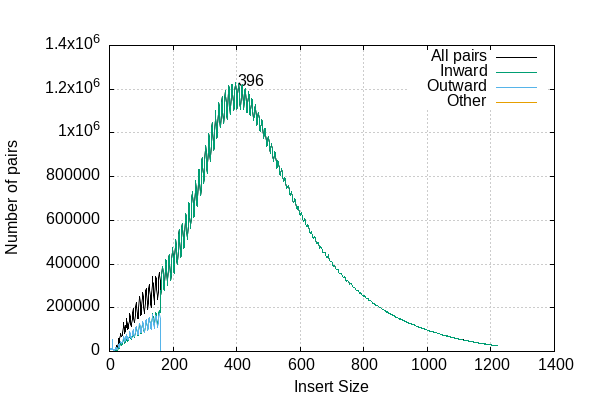 1.4x10⁶
1.2x10⁶
1x10⁶
800000
600000
400000
200000
0
Number of pairs
396
All pairs
Inward
Outward
Other
0 200 400 600 800 1000 1200 1400
Insert Size